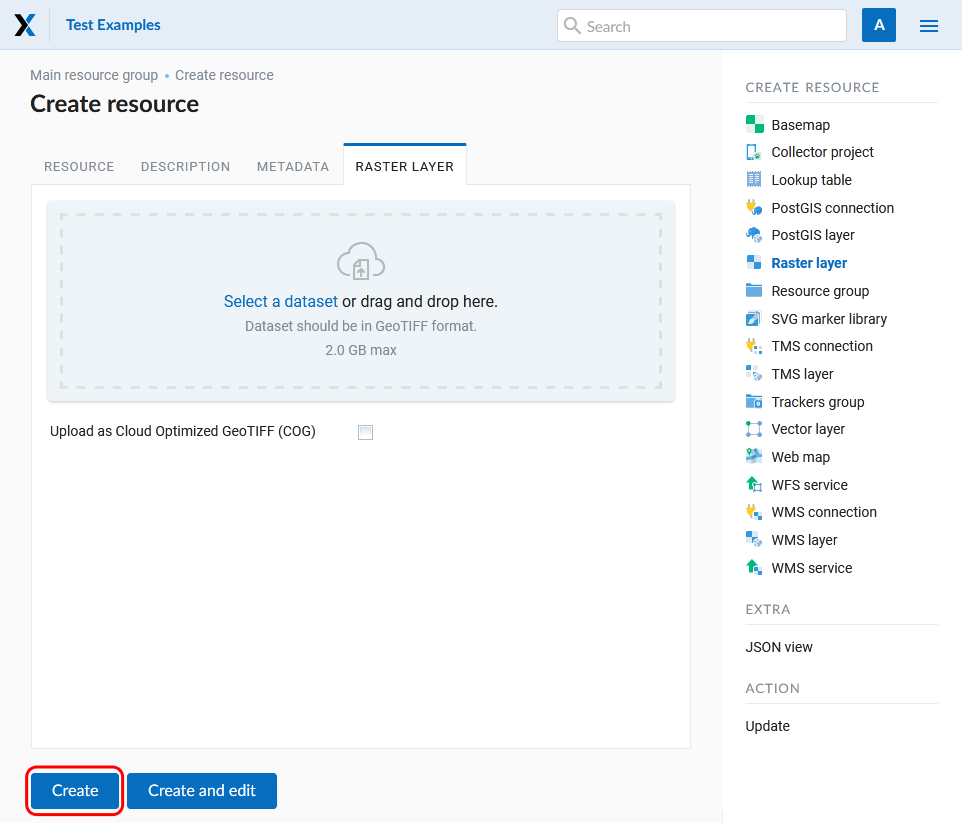 Test Examples
Search
A
Main resource group • Create resource
Create resource
RESOURCE DESCRIPTION METADATA RASTER LAYER
Select a dataset or drag and drop here.
Dataset should be in GeoTIFF format.
2.0 GB max
Upload as Cloud Optimized GeoTIFF (COG)
Create Create and edit
CREATE RESOURCE
Basemap
Collector project
Lookup table
PostGIS connection
PostGIS layer
Raster layer
Resource group
SVG marker library
TMS connection
TMS layer
Trackers group
Vector layer
Web map
WFS service
WMS connection
WMS layer
WMS service
EXTRA
JSON view
ACTION
Update